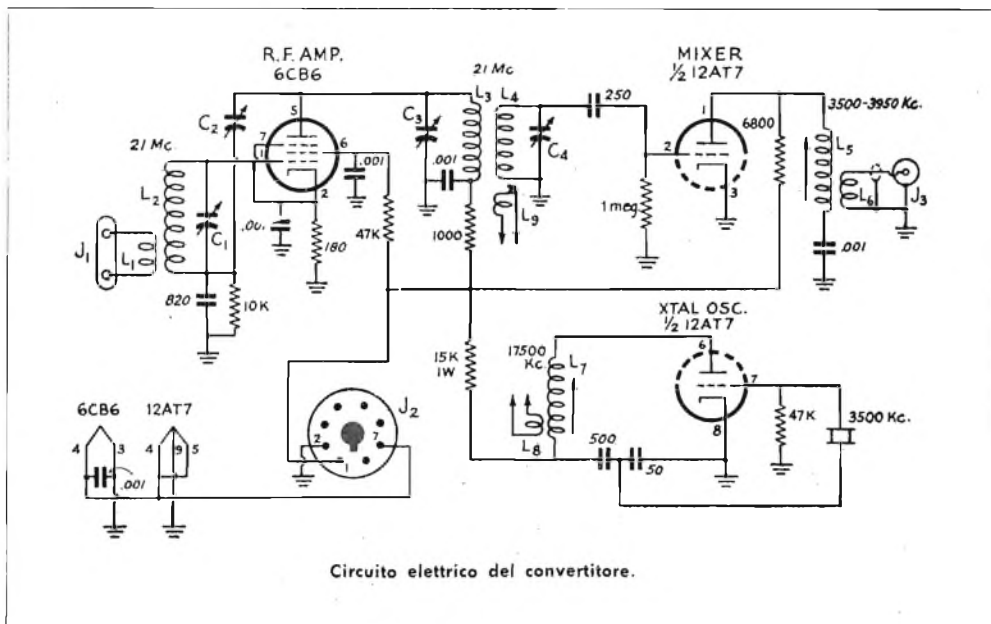 R.F. AMP.
6CB6
MIXER
½ 12AT7
21 Mc.
L3 L4
250
3500-3950 Kc.
C2
5
C3
1
6800
21 Mc.
7
1
6
.001
.001
C4
2
L5
L2
2
3
L6
J3
.001
L9
1 meg
J1
L1
C1
180
47K
1000
.001
820
10K
XTAL OSC.
½ 12AT7
15K
1W
17500
Kc.
L7
6
7
6CB6
12AT7
J2
8
47K
3500 Kc.
4
3
4
9
5
2
7
L8
500
50
.001
1
Circuito elettrico del convertitore.